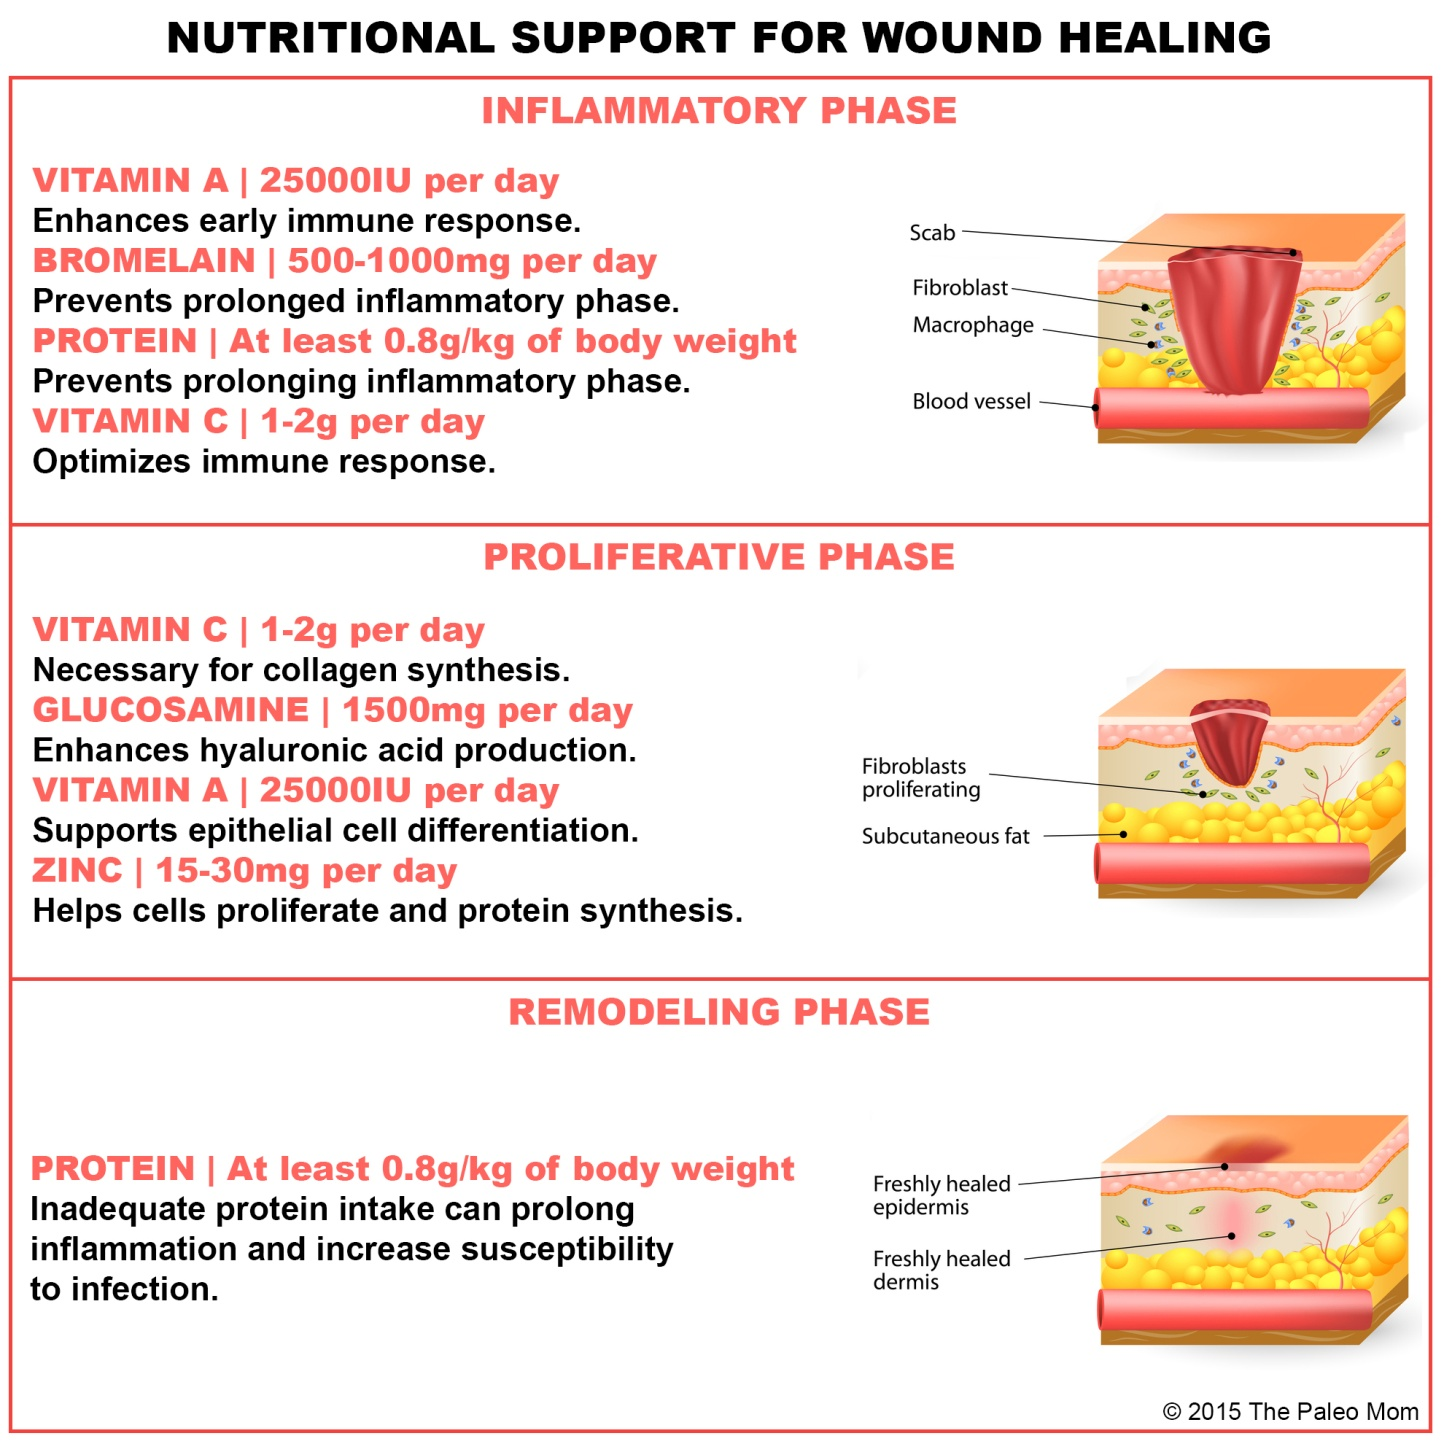 NUTRITIONAL SUPPORT FOR WOUND HEALING
INFLAMMATORY PHASE
VITAMIN A | 25000IU per day
Enhances early immune response.
BROMELAIN | 500-1000mg per day
Prevents prolonged inflammatory phase.
PROTEIN | At least 0.8g/kg of body weight
Prevents prolonging inflammatory phase.
VITAMIN C | 1-2g per day
Optimizes immune response.
Scab
Fibroblast
Macrophage
Blood vessel
PROLIFERATIVE PHASE
VITAMIN C | 1-2g per day
Necessary for collagen synthesis.
GLUCOSAMINE | 1500mg per day
Enhances hyaluronic acid production.
VITAMIN A | 25000IU per day
Supports epithelial cell differentiation.
ZINC | 15-30mg per day
Helps cells proliferate and protein synthesis.
Fibroblasts
proliferating
Subcutaneous fat
REMODELING PHASE
PROTEIN | At least 0.8g/kg of body weight
Inadequate protein intake can prolong
inflammation and increase susceptibility
to infection.
Freshly healed
epidermis
Freshly healed
dermis
© 2015 The Paleo Mom